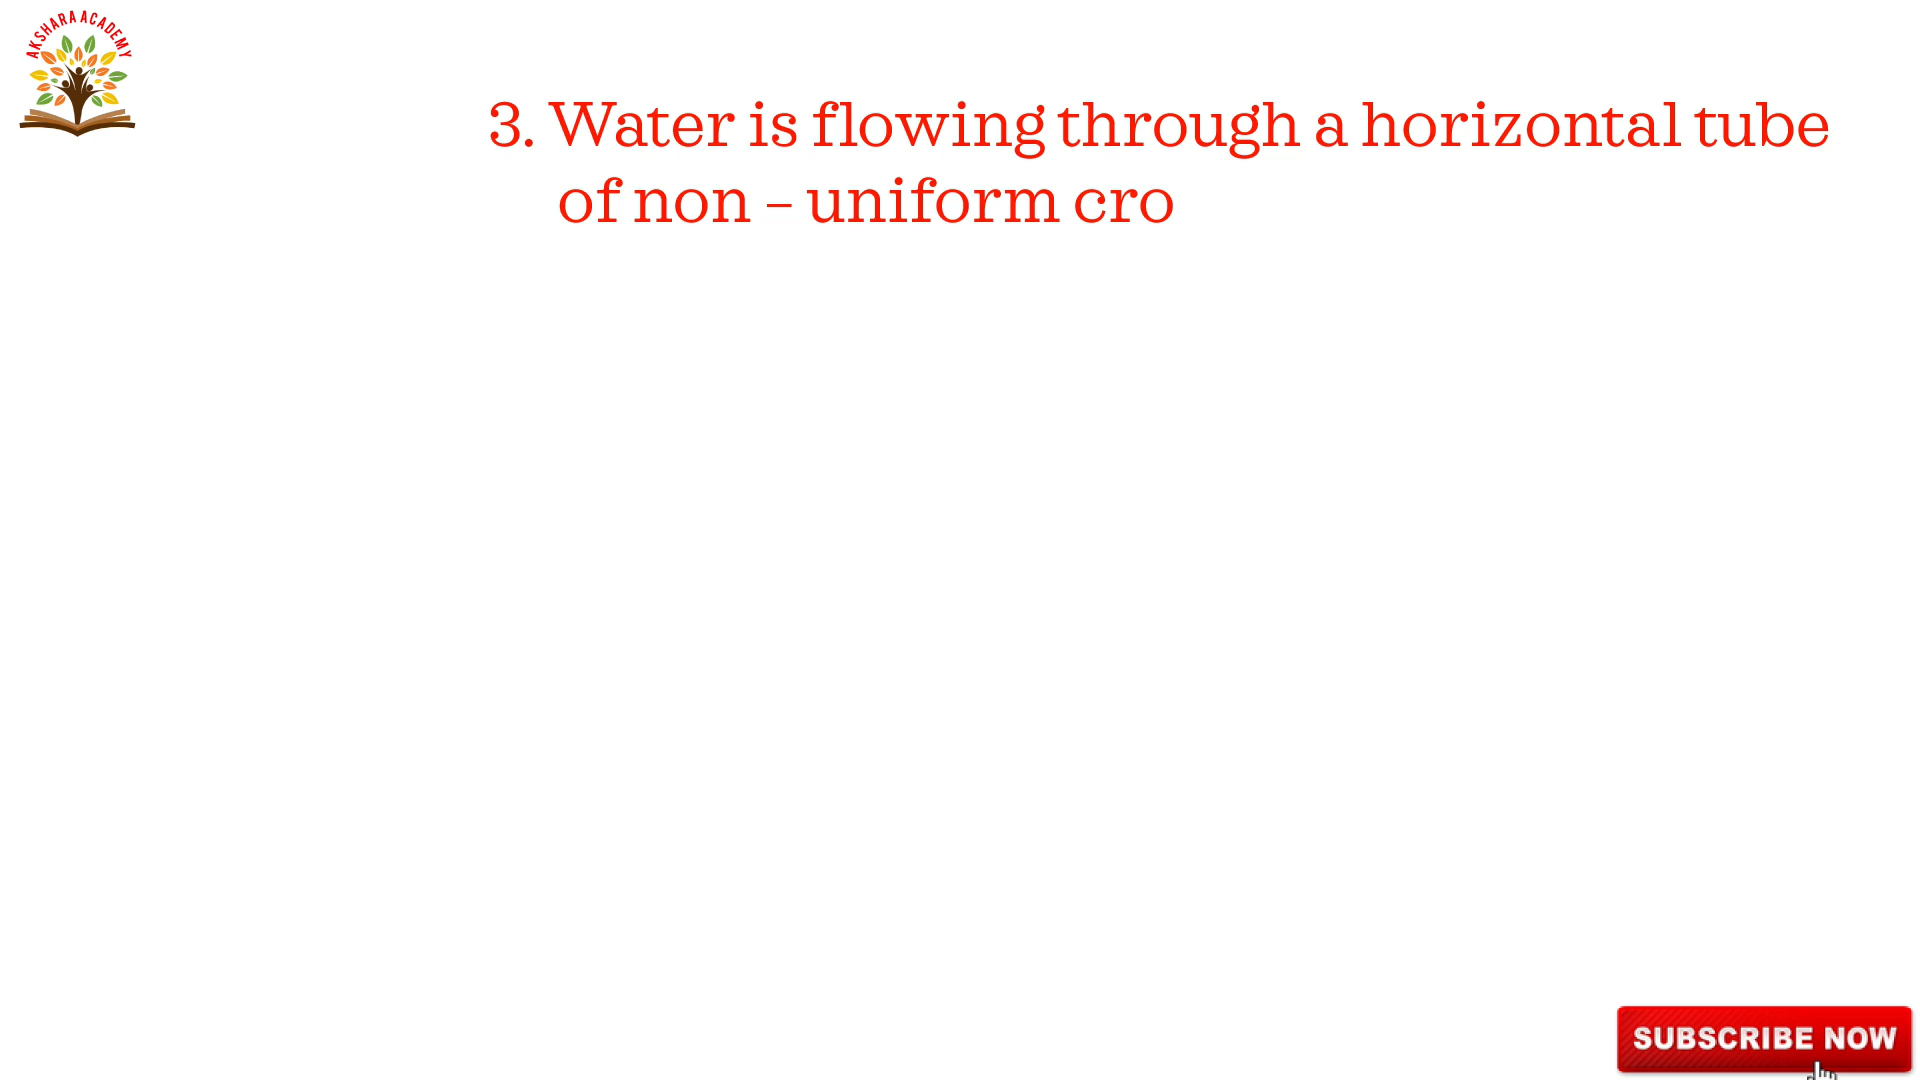 AKSHARA ACADEMY
3. Water is flowing through a horizontal tube
of non – uniform cro
SUBSCRIBE NOW